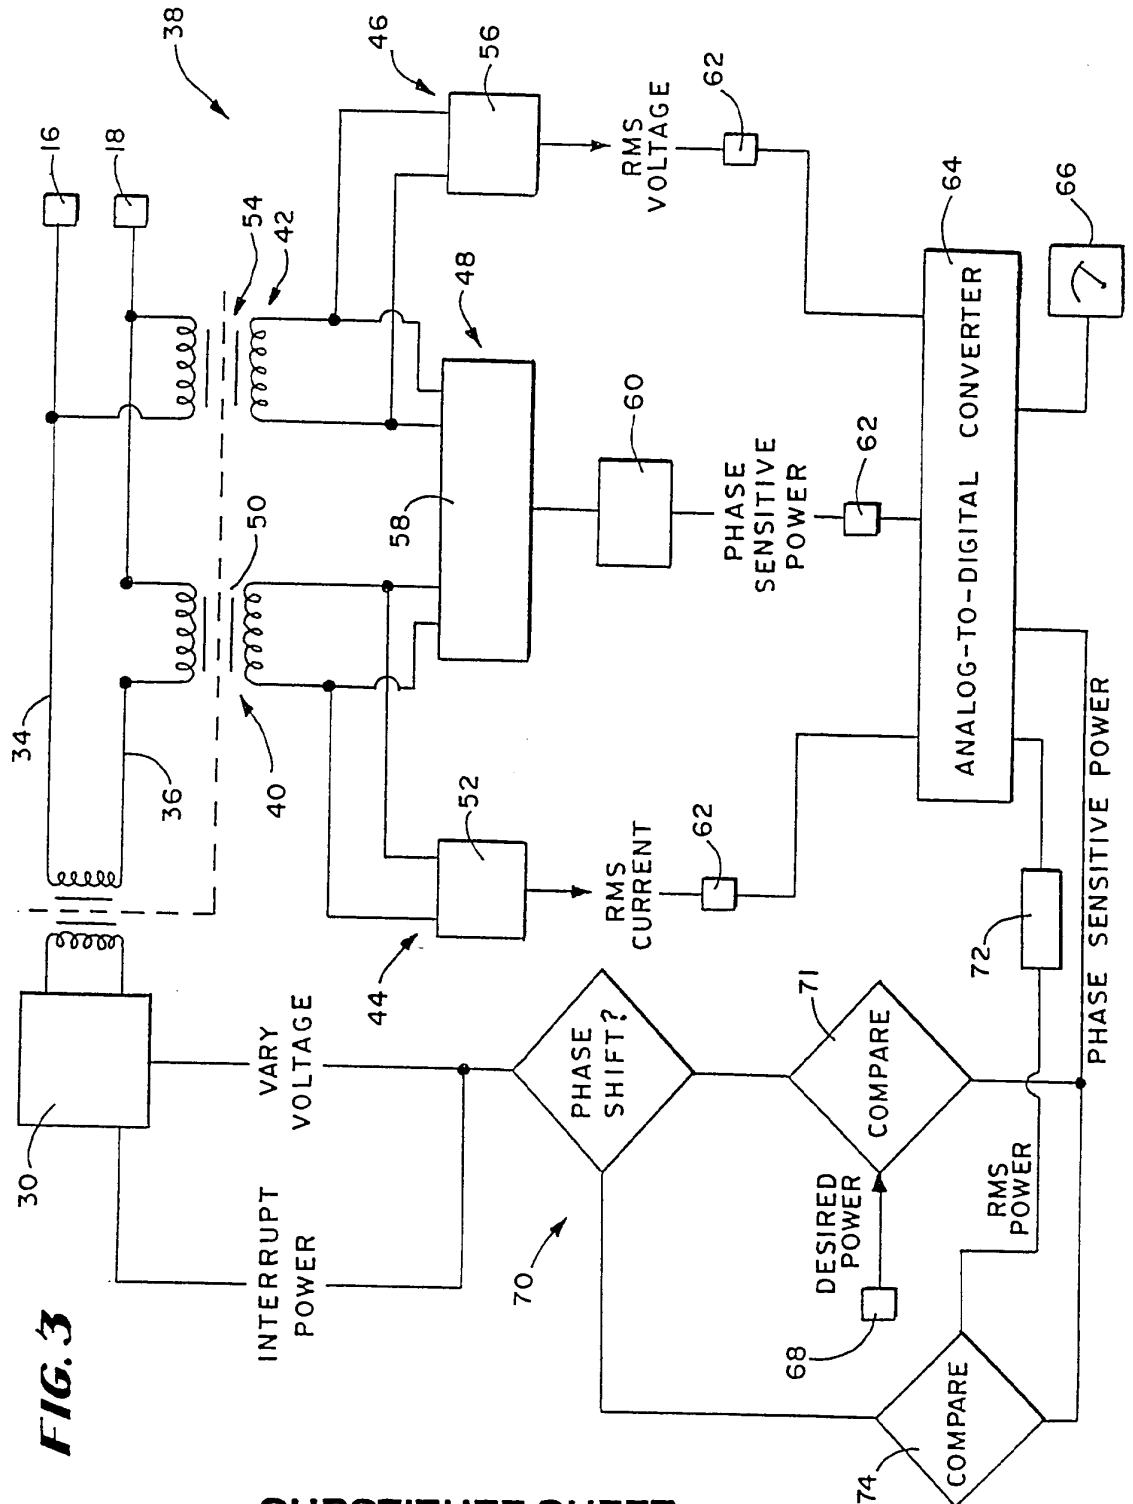 FIG. 3
30
34
16
18
36
38
54
42
50
40
INTERRUPT
POWER
VARY
VOLTAGE
44
46
58
48
52
56
70
PHASE
SHIFT?
RMS
CURRENT
60
RMS
VOLTAGE
62
62
PHASE
SENSITIVE
POWER
62
68
DESIRED
POWER
71
COMPARE
74
COMPARE
RMS
POWER
72
64
ANALOG-TO-DIGITAL CONVERTER
66
PHASE SENSITIVE POWER
SUBSTITUTE SHEET